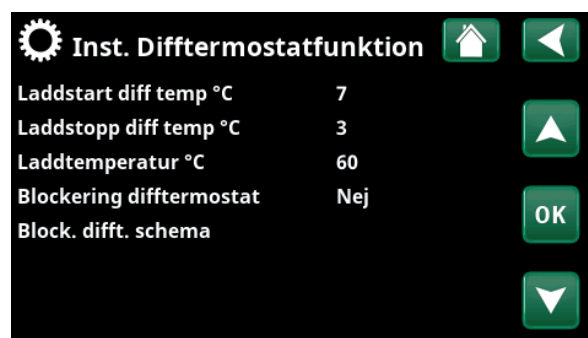 Inst. Difftermostatfunktion
Laddstart diff temp °C 7
Laddstopp diff temp °C 3
Laddtemperatur °C 60
Blockering difftermostat Nej
OK
Block. difft. schema